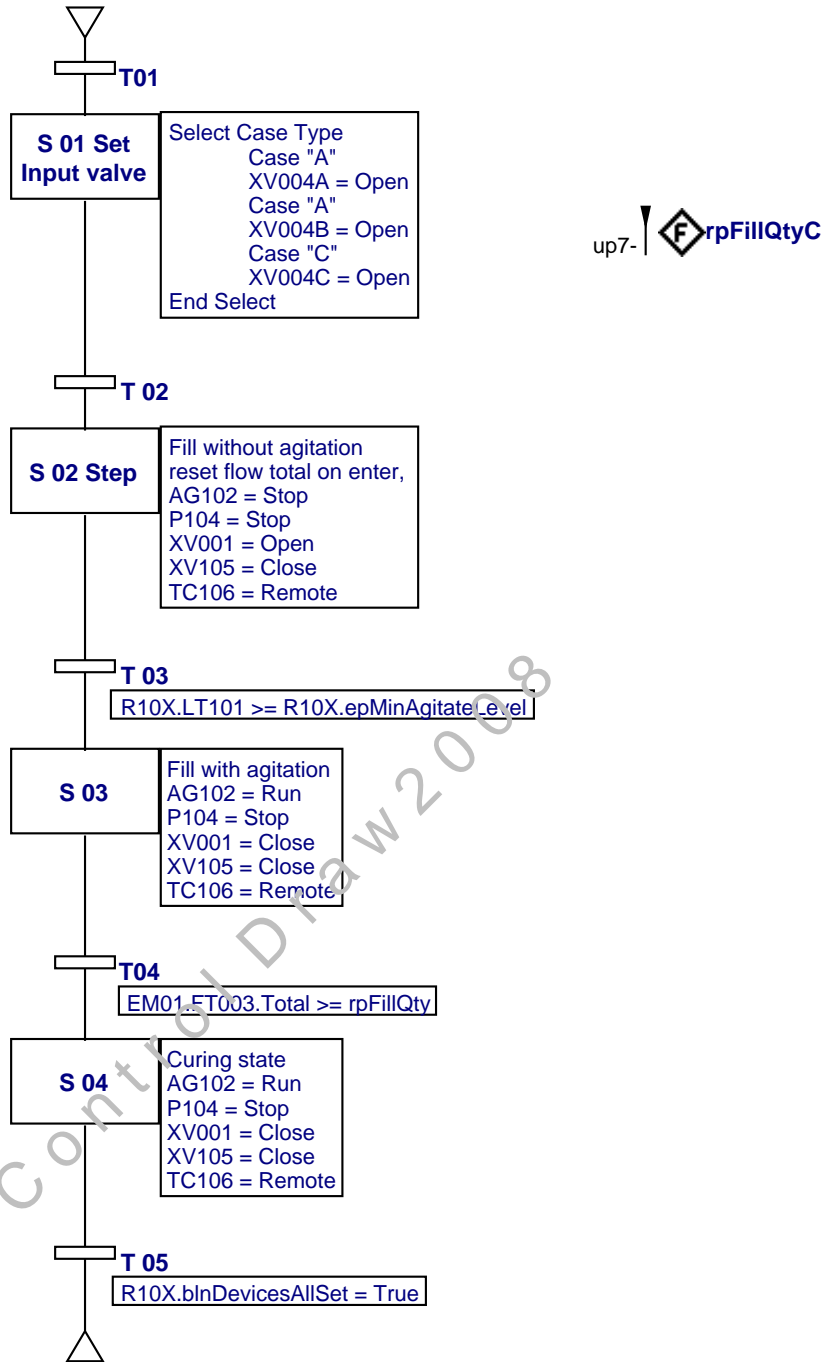 T01
S 01 Set
Input valve
Select Case Type
Case "A"
XV004A = Open
Case "A"
XV004B = Open
Case "C"
XV004C = Open
End Select
up7-
F
rpFillQtyC
T 02
S 02 Step
Fill without agitation
reset flow total on enter,
AG102 = Stop
P104 = Stop
XV001 = Open
XV105 = Close
TC106 = Remote
T 03
R10X.LT101 >= R10X.epMinAgitateLevel
S 03
Fill with agitation
AG102 = Run
P104 = Stop
XV001 = Close
XV105 = Close
TC106 = Remote
T04
EM01.FT003.Total >= rpFillQty
S 04
Curing state
AG102 = Run
P104 = Stop
XV001 = Close
XV105 = Close
TC106 = Remote
T 05
R10X.blnDevicesAllSet = True
Control Draw2008